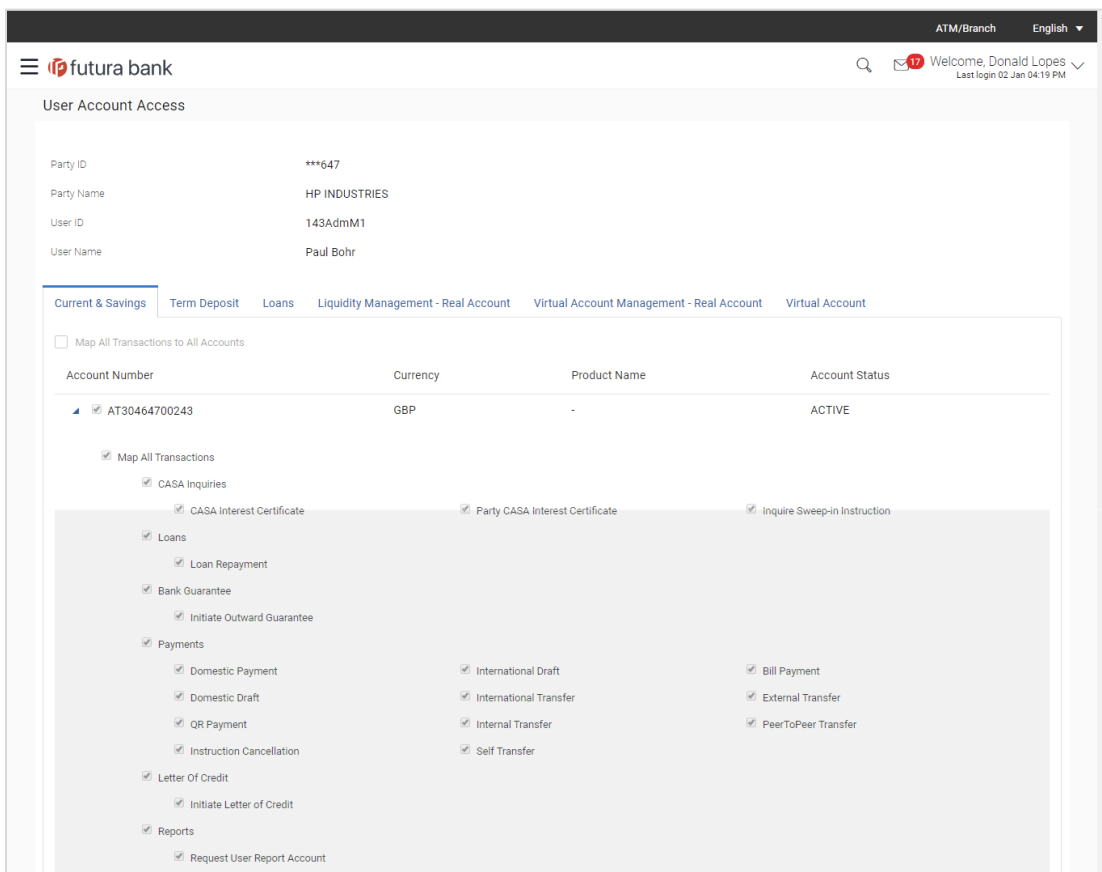 ATM/Branch English
futura bank 17 Welcome, Donald Lopes
Last login 02 Jan 04:19 PM
User Account Access
Party ID ***647
Party Name HP INDUSTRIES
User ID 143AdmM1
User Name Paul Bohr
Current & Savings Term Deposit Loans Liquidity Management - Real Account Virtual Account Management - Real Account Virtual Account
Map All Transactions to All Accounts
Account Number Currency Product Name Account Status
AT30464700243 GBP - ACTIVE
Map All Transactions
CASA Inquiries
CASA Interest Certificate Party CASA Interest Certificate Inquire Sweep-in Instruction
Loans
Loan Repayment
Bank Guarantee
Initiate Outward Guarantee
Payments
Domestic Payment International Draft Bill Payment
Domestic Draft International Transfer External Transfer
QR Payment Internal Transfer PeerToPeer Transfer
Instruction Cancellation Self Transfer
Letter Of Credit
Initiate Letter of Credit
Reports
Request User Report Account